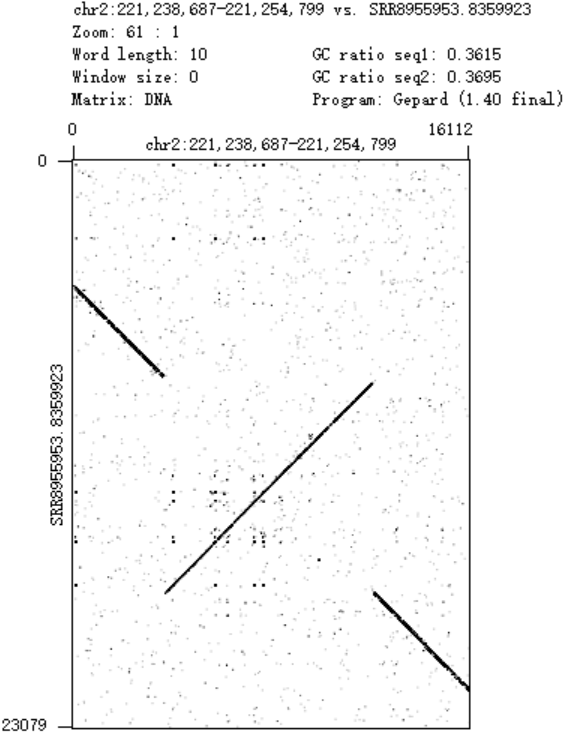 chr2:221,238,687-221,254,799 vs. SRR8955953.8359923
Zoom: 61 : 1
Word length: 10 GC ratio seq1: 0.3615
Window size: 0 GC ratio seq2: 0.3695
Matrix: DNA Program: Gepard (1.40 final)
0 16112
chr2:221,238,687-221,254,799
0
SRR8955953.8359923
23079